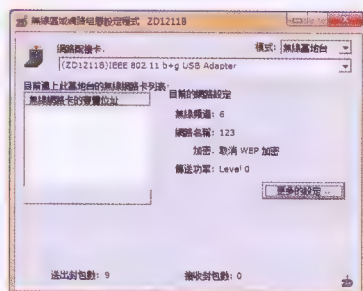 無線區域網路組態設定程式 ZD1211B
網路配接卡.
模式: 無線基地台
(ZD1211B)IEEE 802.11 b+g USB Adapter
目前連上此基地台的無線網路卡列表:
無線網路卡的實體位址
目前的網路設定
無線頻道: 6
網路名稱: 123
加密. 取消 WEP 加密
傳送功率: Level 0
更多的設定 ..
送出封包數: 9
接收封包數: 0